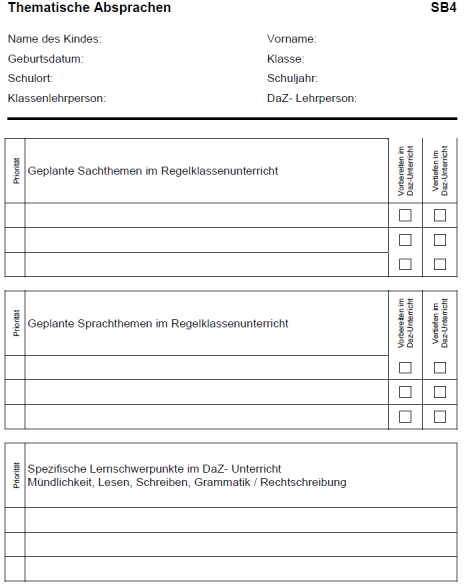 Thematische Absprachen SB4
Name des Kindes: Vorname:
Geburtsdatum: Klasse:
Schulort: Schuljahr:
Klassenlehrperson: DaZ- Lehrperson:
Priorität
Geplante Sachthemen im Regelklassenunterricht
Vorbereiten im
Daz-Unterricht
Vertiefen im
Daz-Unterricht
Priorität
Geplante Sprachthemen im Regelklassenunterricht
Vorbereiten im
Daz-Unterricht
Vertiefen im
Daz-Unterricht
Priorität
Spezifische Lernschwerpunkte im DaZ- Unterricht
Mündlichkeit, Lesen, Schreiben, Grammatik / Rechtschreibung